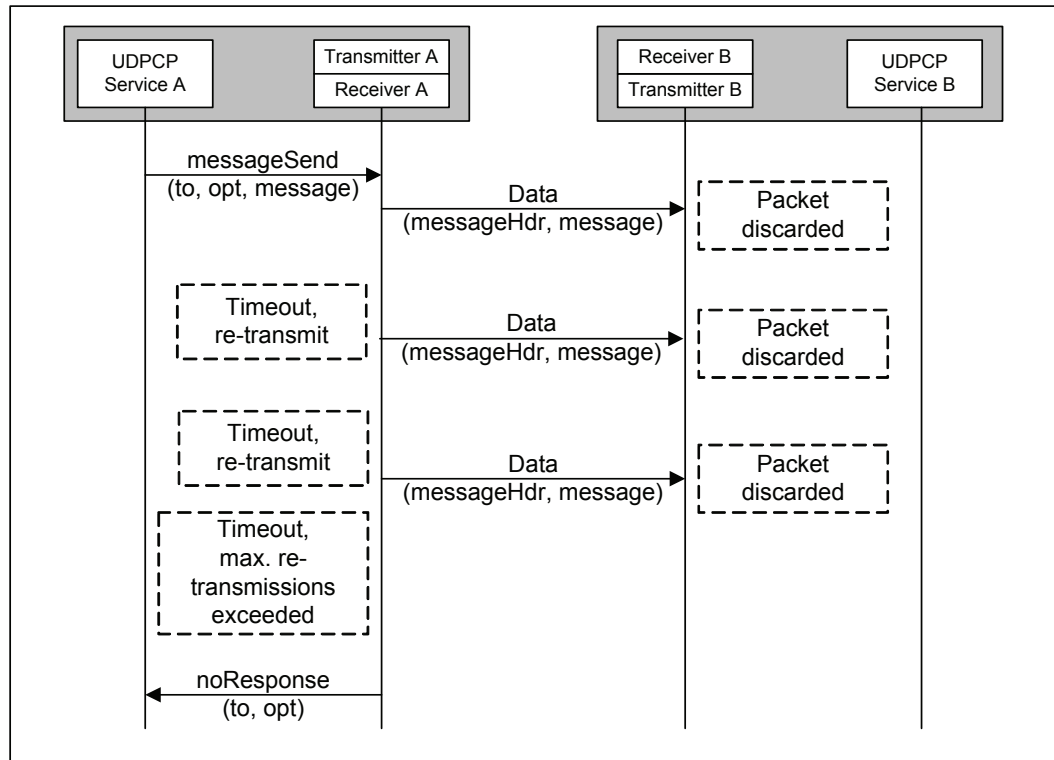 UDPCP
Service A
Transmitter A
Receiver A
Receiver B
Transmitter B
UDPCP
Service B
messageSend
(to, opt, message)
Data
(messageHdr, message)
Packet
discarded
Timeout,
re-transmit
Data
(messageHdr, message)
Packet
discarded
Timeout,
re-transmit
Data
(messageHdr, message)
Packet
discarded
Timeout,
max. re-
transmissions
exceeded
noResponse
(to, opt)